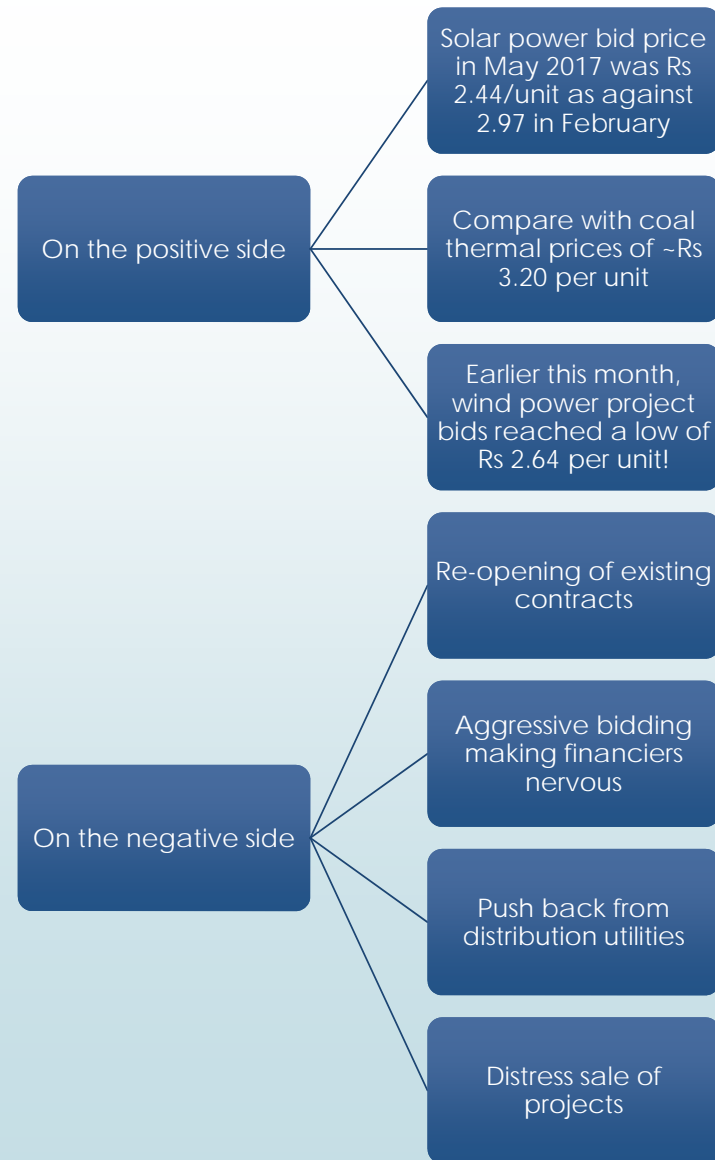 On the positive side
Solar power bid price
in May 2017 was Rs
2.44/unit as against
2.97 in February
Compare with coal
thermal prices of ~Rs
3.20 per unit
Earlier this month,
wind power project
bids reached a low of
Rs 2.64 per unit!
On the negative side
Re-opening of existing
contracts
Aggressive bidding
making financiers
nervous
Push back from
distribution utilities
Distress sale of
projects